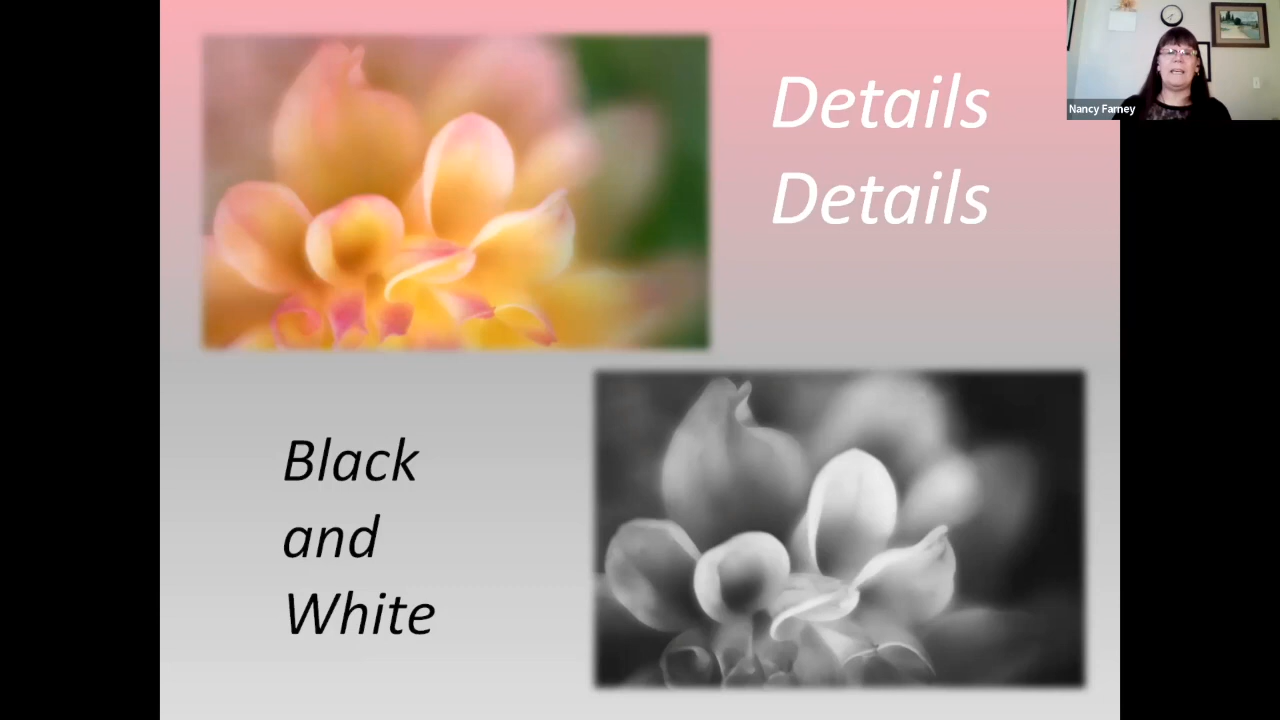 Details
Details
Nancy Farney
Black
and
White